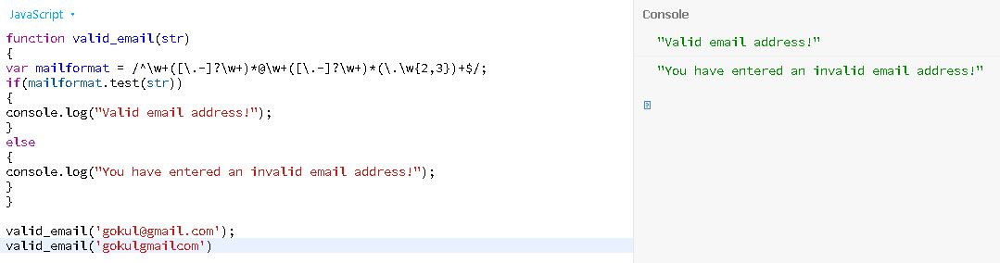 JavaScript
function valid_email(str)
{
var mailformat = /^\w+([\.-]?\w+)*@\w+([\.-]?\w+)*(\.\w{2,3})+$/;
if(mailformat.test(str))
{
console.log("Valid email address!");
}
else
{
console.log("You have entered an invalid email address!");
}
}
valid_email('gokul@gmail.com');
valid_email('gokulgmailcom')
Console
"Valid email address!"
"You have entered an invalid email address!"